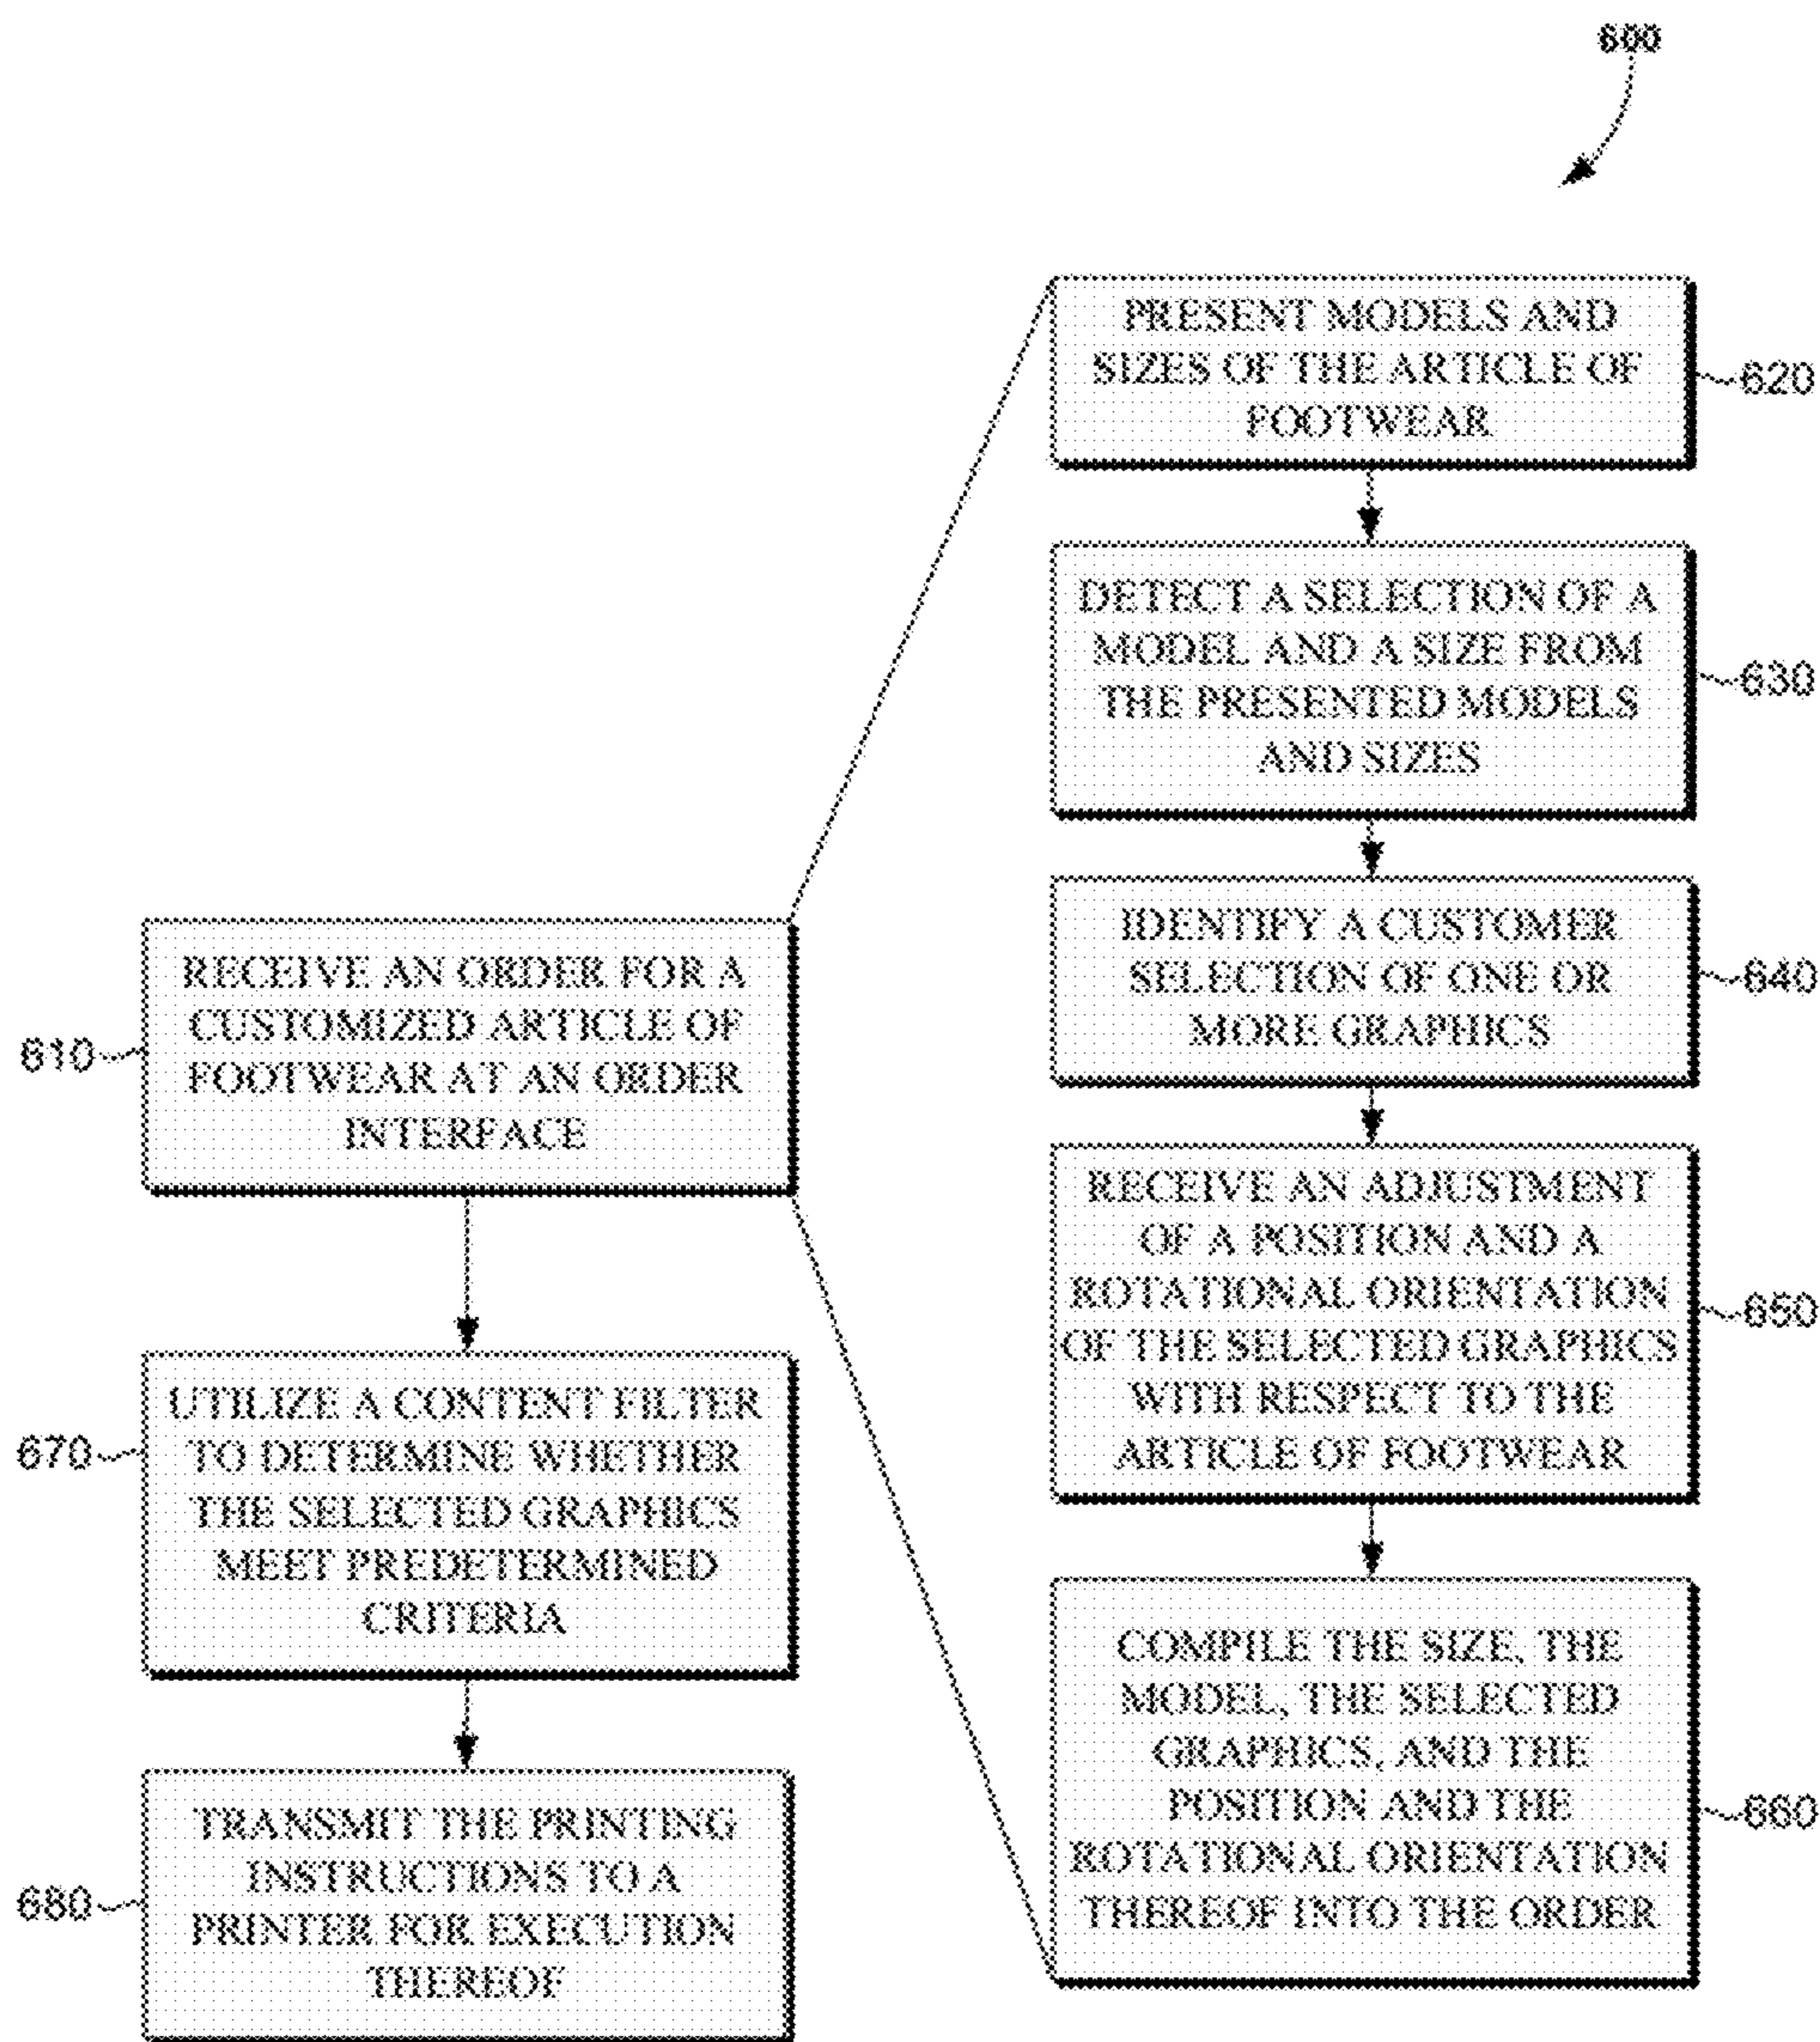 600
PRESENT MODELS AND
SIZES OF THE ARTICLE OF
FOOTWEAR
620
DETECT A SELECTION OF A
MODEL AND A SIZE FROM
THE PRESENTED MODELS
AND SIZES
630
IDENTIFY A CUSTOMER
SELECTION OF ONE OR
MORE GRAPHICS
640
RECEIVE AN ADJUSTMENT
OF A POSITION AND A
ROTATIONAL ORIENTATION
OF THE SELECTED GRAPHICS
WITH RESPECT TO THE
ARTICLE OF FOOTWEAR
650
COMPILE THE SIZE, THE
MODEL, THE SELECTED
GRAPHICS, AND THE
POSITION AND THE
ROTATIONAL ORIENTATION
THEREOF INTO THE ORDER
660
RECEIVE AN ORDER FOR A
CUSTOMIZED ARTICLE OF
FOOTWEAR AT AN ORDER
INTERFACE
610
UTILIZE A CONTENT FILTER
TO DETERMINE WHETHER
THE SELECTED GRAPHICS
MEET PREDETERMINED
CRITERIA
670
TRANSMIT THE PRINTING
INSTRUCTIONS TO A
PRINTER FOR EXECUTION
THEREOF
680